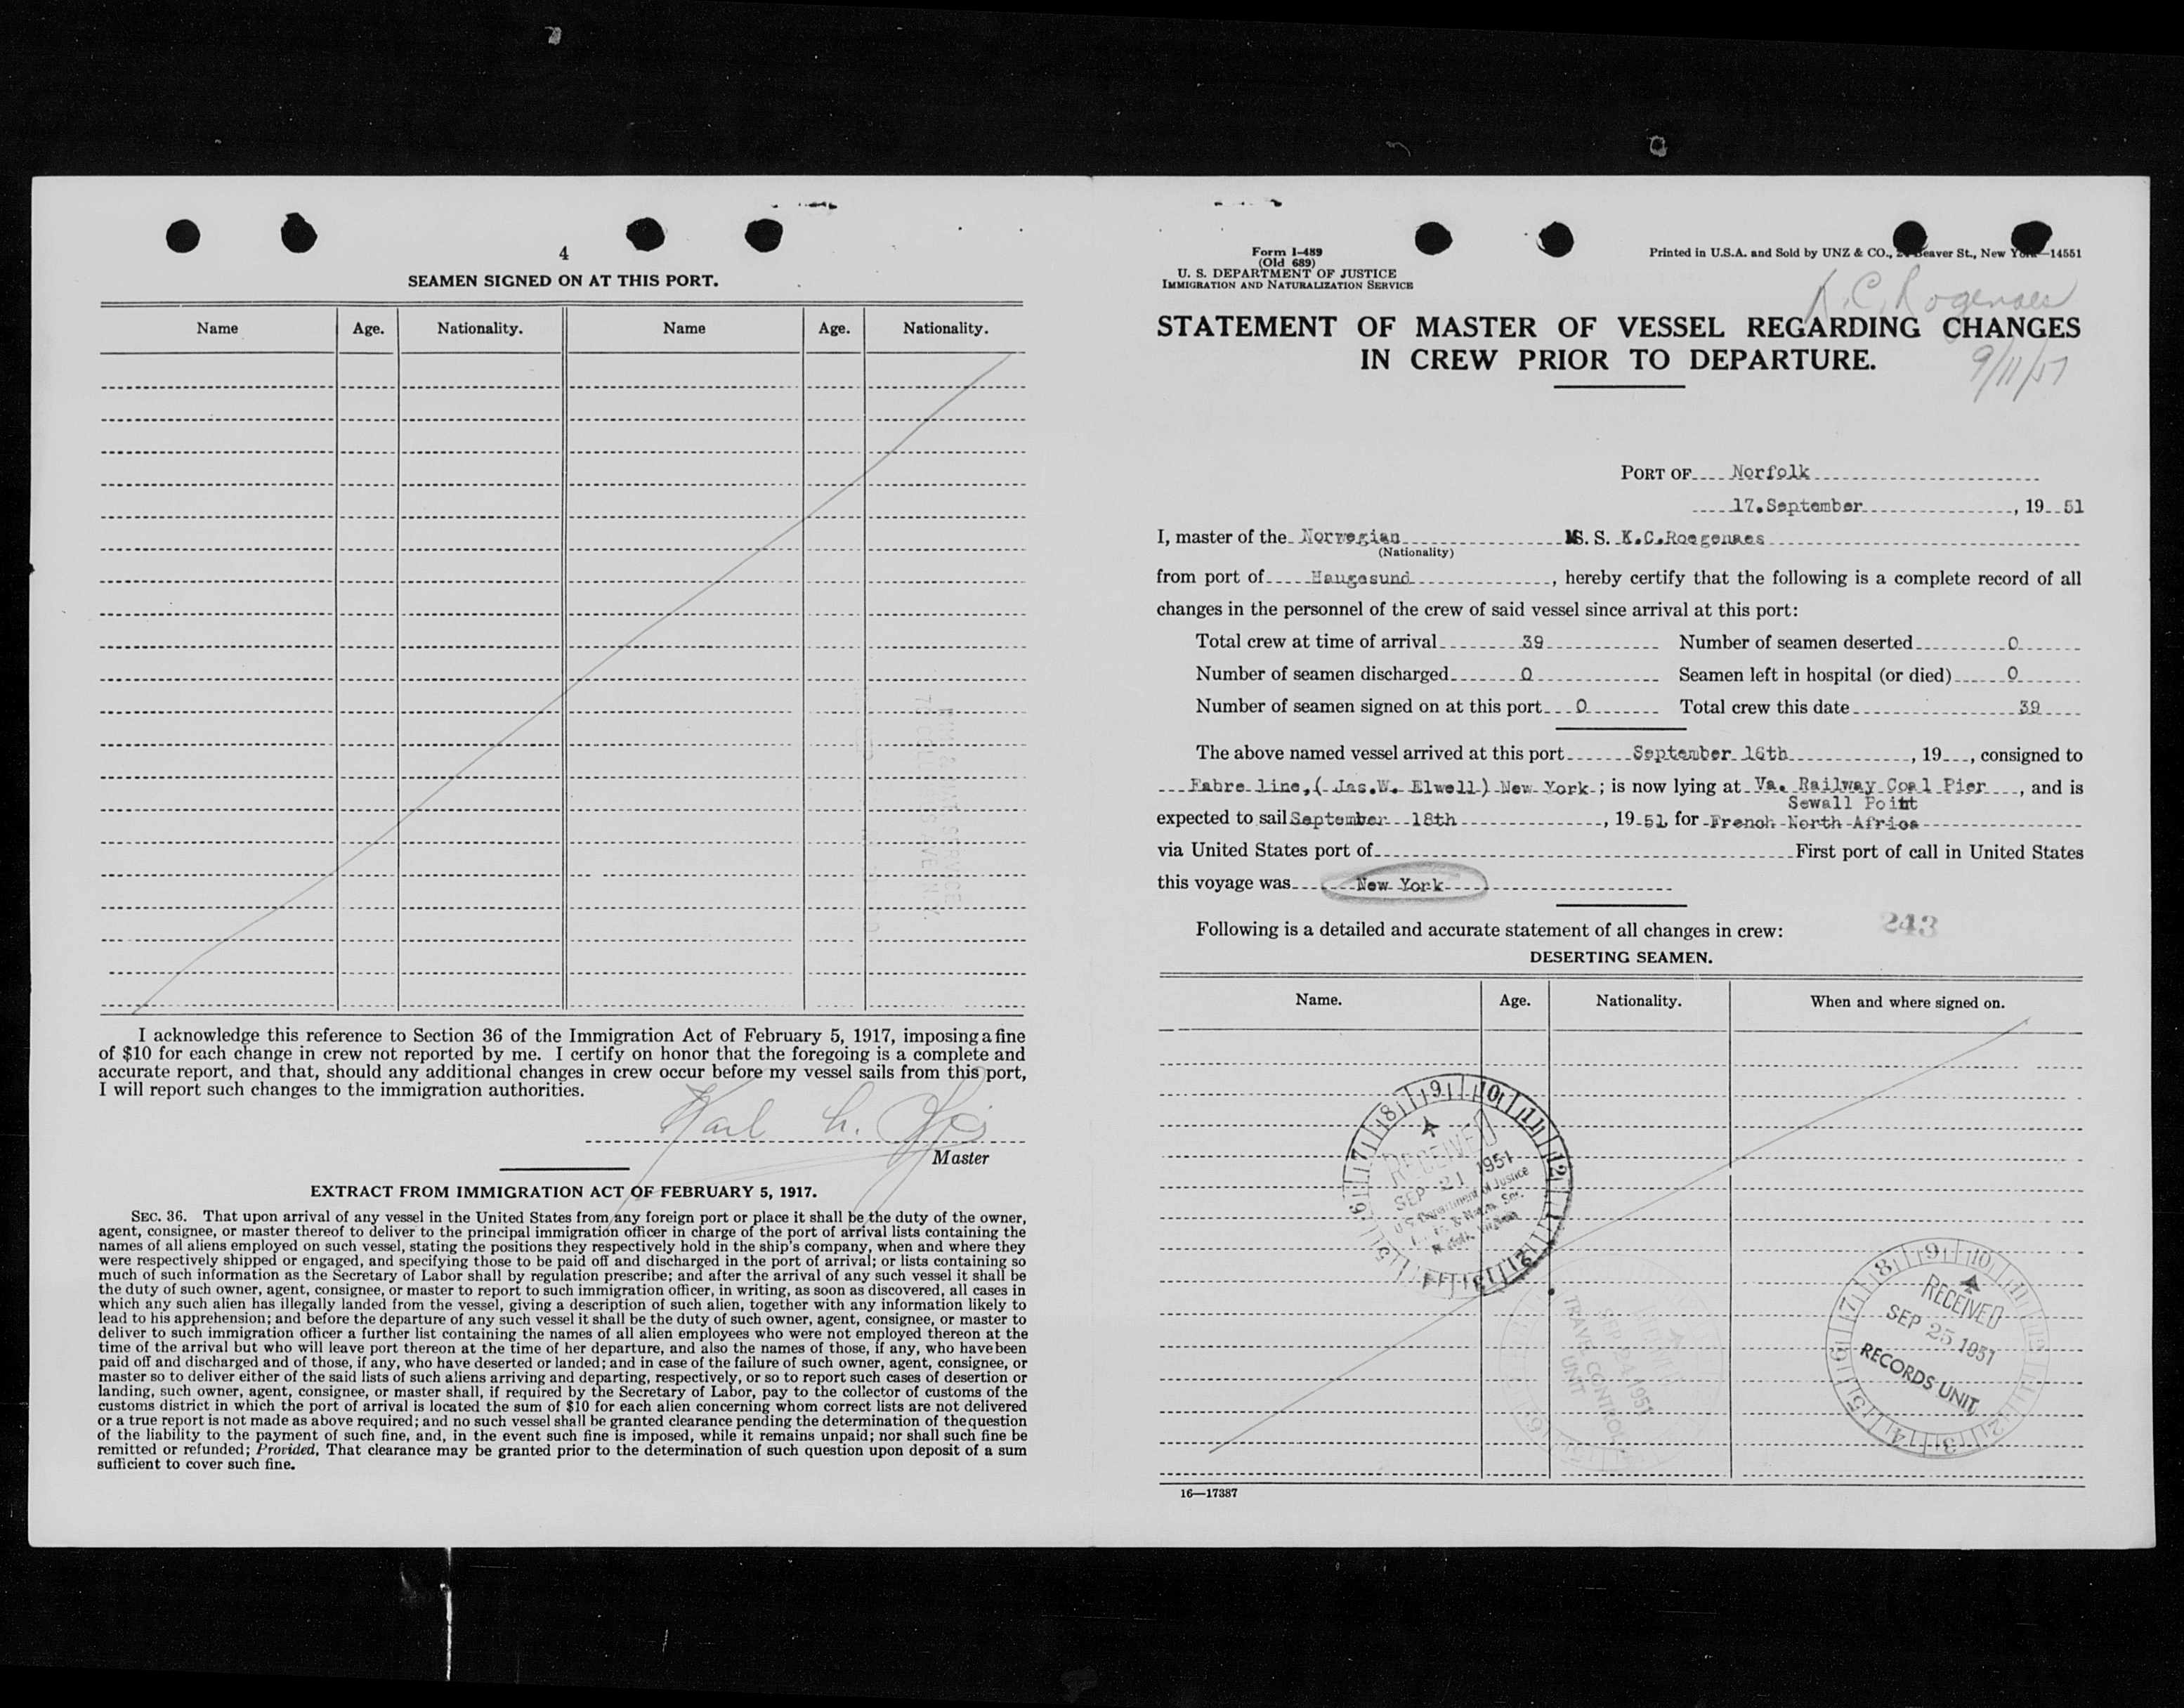 4
SEAMEN SIGNED ON AT THIS PORT.
Name Age. Nationality. Name Age. Nationality.
I acknowledge this reference to Section 36 of the Immigration Act of February 5, 1917, imposing a fine
of $10 for each change in crew not reported by me. I certify on honor that the foregoing is a complete and
accurate report, and that, should any additional changes in crew occur before my vessel sails from this port,
I will report such changes to the immigration authorities.
Karl
Master
EXTRACT FROM IMMIGRATION ACT OF FEBRUARY 5, 1917.
SEC. 36. That upon arrival of any vessel in the United States from any foreign port or place it shall be the duty of the owner,
agent, consignee, or master thereof to deliver to the principal immigration officer in charge of the port of arrival lists containing the
names of all aliens employed on such vessel, stating the positions they respectively hold in the ship's company, when and where they
were respectively shipped or engaged, and specifying those to be paid off and discharged in the port of arrival; or lists containing so
much of such information as the Secretary of Labor shall by regulation prescribe; and after the arrival of any such vessel it shall be
the duty of such owner, agent, consignee, or master to report to such immigration officer, in writing, as soon as discovered, all cases in
which any such alien has illegally landed from the vessel, giving a description of such alien, together with any information likely to
lead to his apprehension; and before the departure of any such vessel it shall be the duty of such owner, agent, consignee, or master to
deliver to such immigration officer a further list containing the names of all alien employees who were not employed thereon at the
time of the arrival but who will leave port thereon at the time of her departure, and also the names of those, if any, who have been
paid off and discharged and of those, if any, who have deserted or landed; and in case of the failure of such owner, agent, consignee, or
master so to deliver either of the said lists of such aliens arriving and departing, respectively, or so to report such cases of desertion or
landing, such owner, agent, consignee, or master shall, if required by the Secretary of Labor, pay to the collector of customs of the
customs district in which the port of arrival is located the sum of $10 for each alien concerning whom correct lists are not delivered
or a true report is not made as above required; and no such vessel shall be granted clearance pending the determination of the question
of the liability to the payment of such fine, and, in the event such fine is imposed, while it remains unpaid; nor shall such fine be
remitted or refunded; Provided, That clearance may be granted prior to the determination of such question upon deposit of a sum
sufficient to cover such fine.
Form I-489
(Old 689)
U. S. DEPARTMENT OF JUSTICE
IMMIGRATION AND NATURALIZATION SERVICE
Printed in U.S.A. and Sold by UNZ & CO., Beaver St., New York—14551
K.C. Rogenaes
STATEMENT OF MASTER OF VESSEL REGARDING CHANGES
IN CREW PRIOR TO DEPARTURE.
9/11/51
PORT OF Norfolk
17.September, 19 51
I, master of the Norwegian MS. S. K.C.Roegenaes
(Nationality)
from port of Haugesund, hereby certify that the following is a complete record of all
changes in the personnel of the crew of said vessel since arrival at this port:
Total crew at time of arrival 39 Number of seamen deserted 0
Number of seamen discharged 0 Seamen left in hospital (or died) 0
Number of seamen signed on at this port 0 Total crew this date 39
The above named vessel arrived at this port September 16th, 19, consigned to
Fabre line,( Jas.W. Elwell) New York; is now lying at Va. Railway Coal Pier, and is
Sewall Point
expected to sail September 18th, 19 51, for French North Africa
via United States port of First port of call in United States
this voyage was New York
243
Following is a detailed and accurate statement of all changes in crew:
DESERTING SEAMEN.
Name. Age. Nationality. When and where signed on.
RECEIVED
SEP 21 1951
U S Department of Justice
RECEIVED
SEP 24 1951
TRAVEL CONTROL
UNIT
RECEIVED
SEP 25 1951
RECORDS UNIT
16—17387